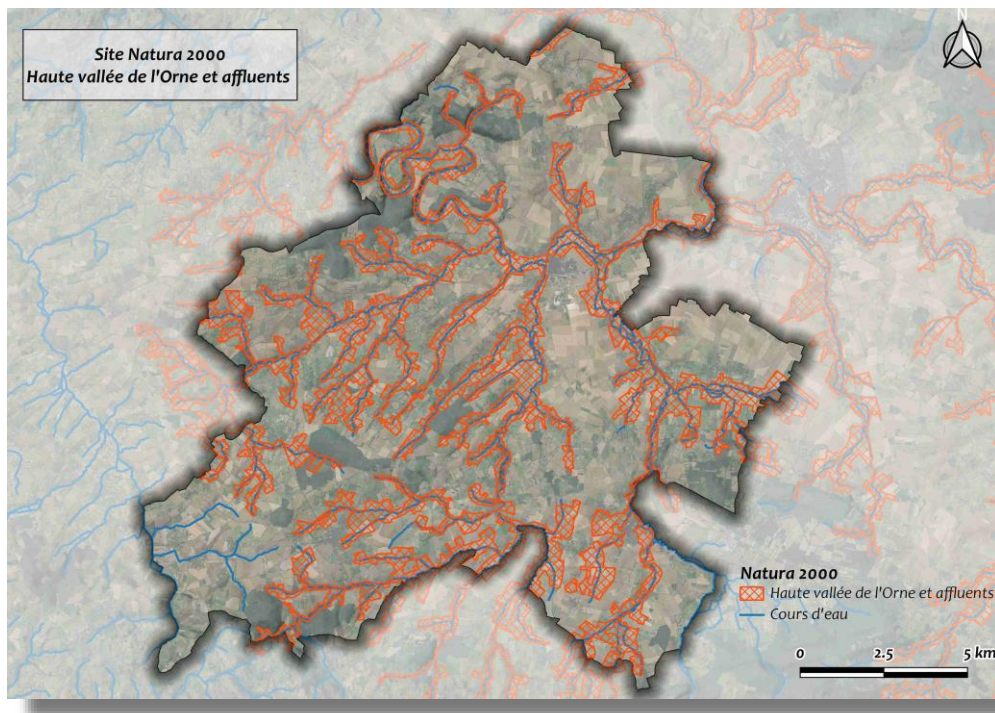 Site Natura 2000
Haute vallée de l'Orne et affluents
N
Natura 2000
Haute vallée de l'Orne et affluents
Cours d'eau
0 2.5 5 km